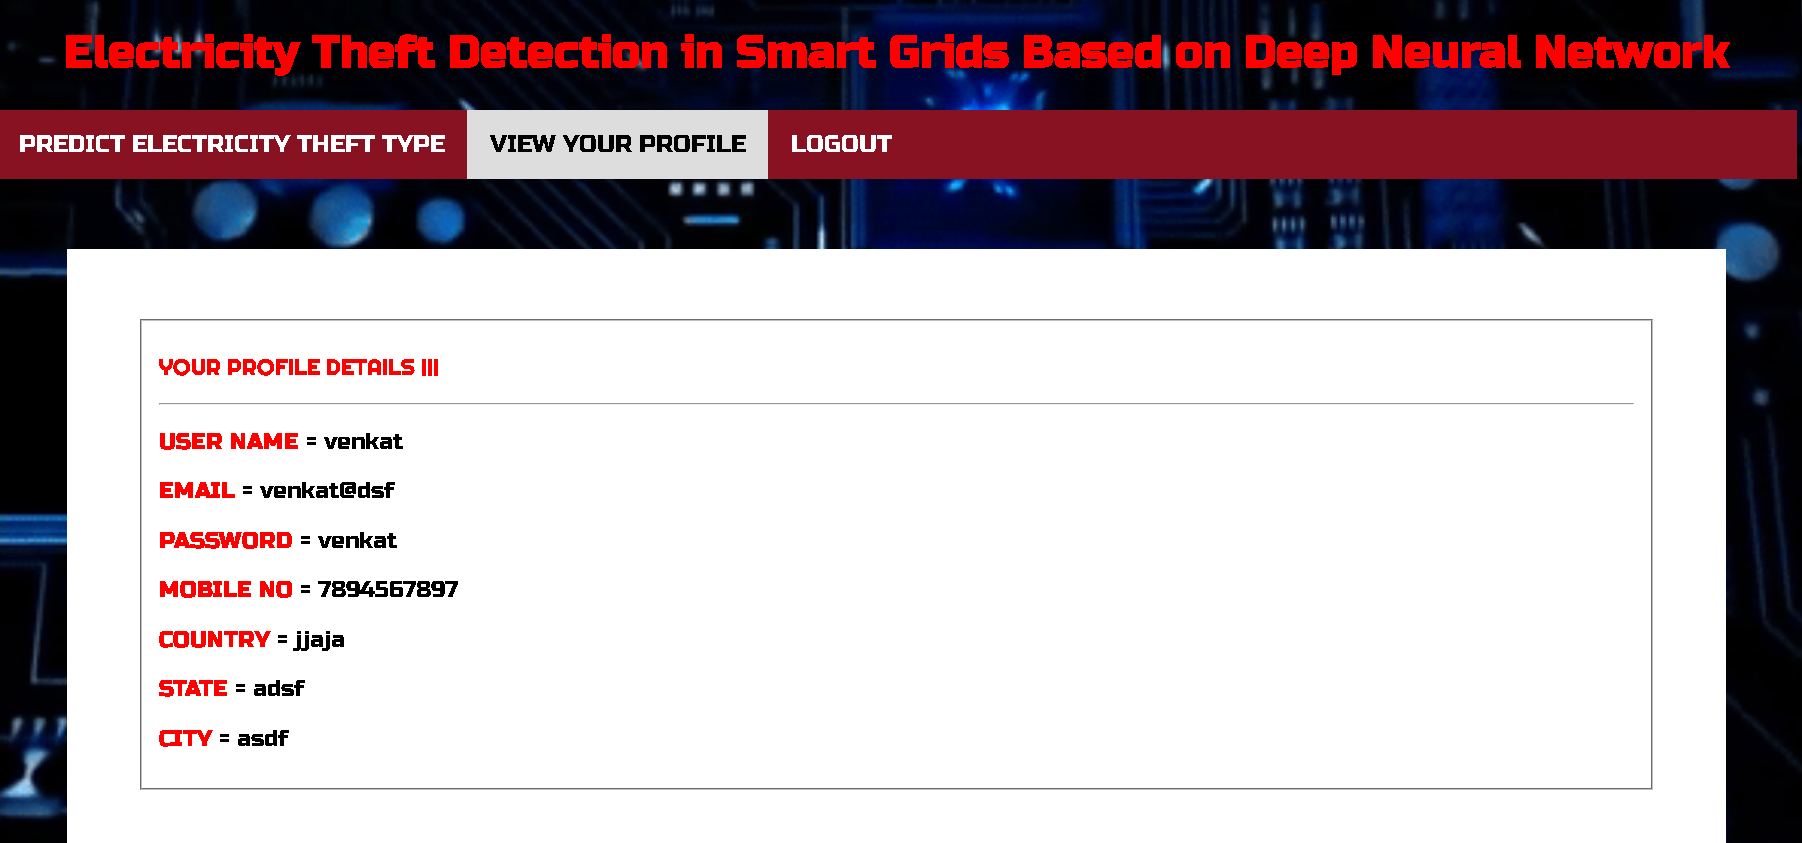 Electricity Theft Detection in Smart Grids Based on Deep Neural Network
PREDICT ELECTRICITY THEFT TYPE VIEW YOUR PROFILE LOGOUT
YOUR PROFILE DETAILS !!!
USER NAME = venkat
EMAIL = venkat@dsf
PASSWORD = venkat
MOBILE NO = 7894567897
COUNTRY = jjaja
STATE = adsf
CITY = asdf